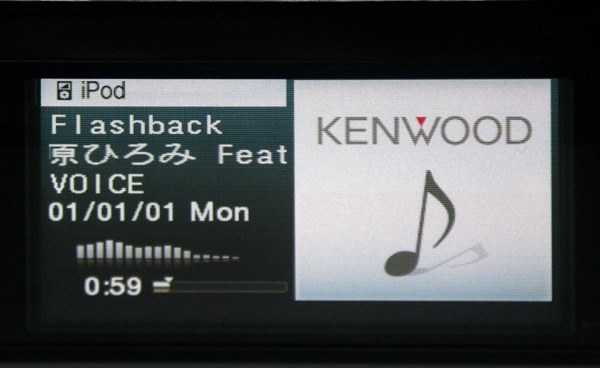 iPod
Flashback
原ひろみ Feat
VOICE
01/01/01 Mon
0:59
KENWOOD